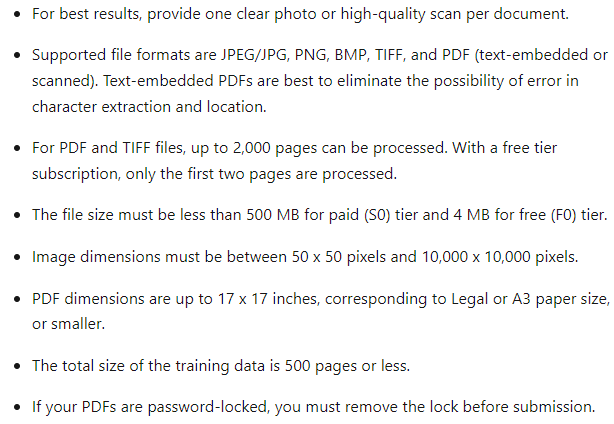 • For best results, provide one clear photo or high-quality scan per document.
• Supported file formats are JPEG/JPG, PNG, BMP, TIFF, and PDF (text-embedded or
scanned). Text-embedded PDFs are best to eliminate the possibility of error in
character extraction and location.
• For PDF and TIFF files, up to 2,000 pages can be processed. With a free tier
subscription, only the first two pages are processed.
• The file size must be less than 500 MB for paid (S0) tier and 4 MB for free (F0) tier.
• Image dimensions must be between 50 x 50 pixels and 10,000 x 10,000 pixels.
• PDF dimensions are up to 17 x 17 inches, corresponding to Legal or A3 paper size,
or smaller.
• The total size of the training data is 500 pages or less.
• If your PDFs are password-locked, you must remove the lock before submission.